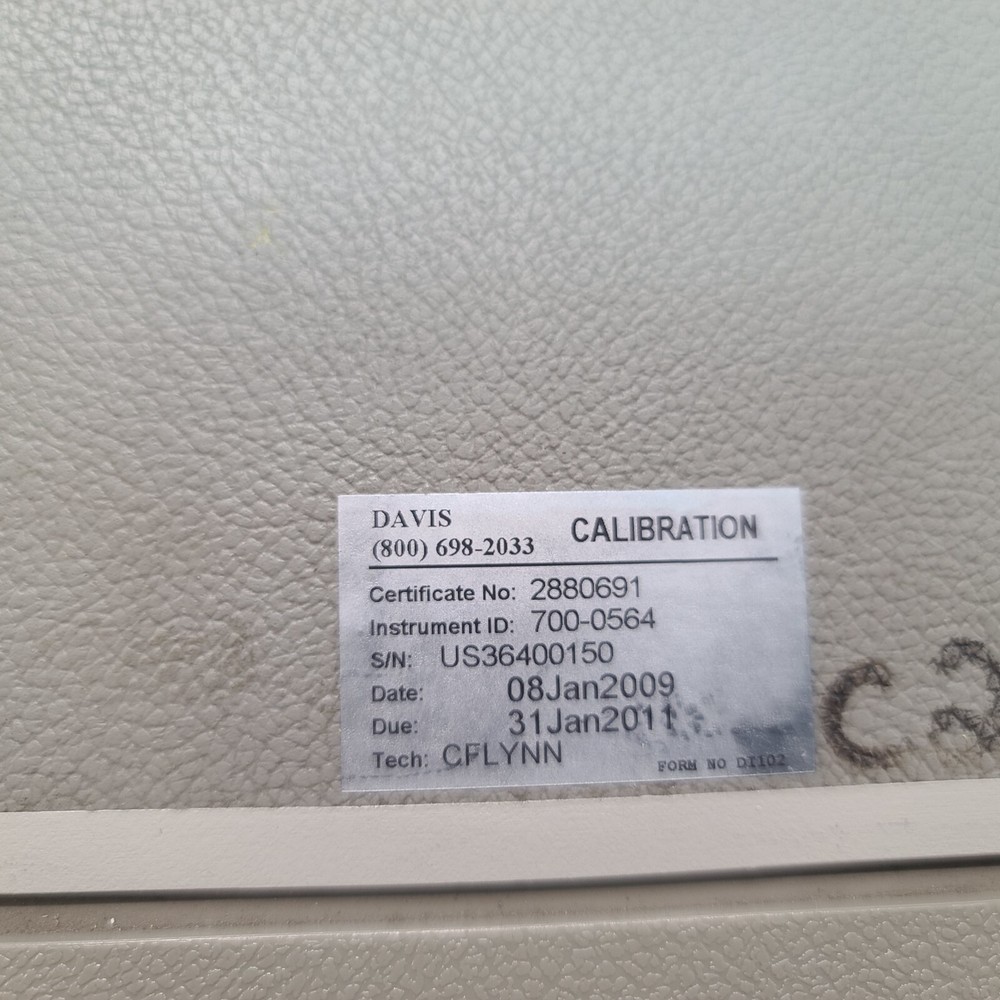 DAVIS
(800) 698-2033
CALIBRATION
Certificate No: 2880691
Instrument ID: 700-0564
S/N: US36400150
Date: 08Jan2009
Due: 31Jan2011
Tech: CFLYNN
FORM NO DI102
C2